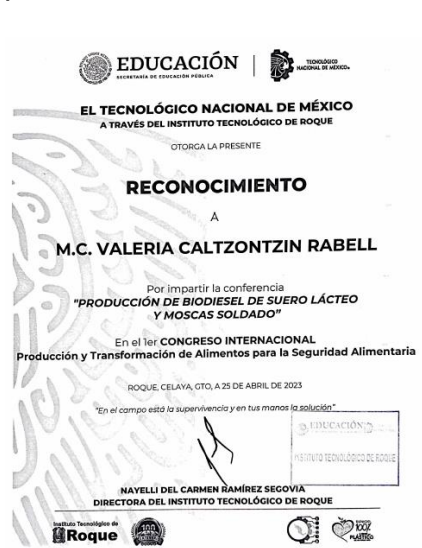 EDUCACIÓN
SECRETARÍA DE EDUCACIÓN PÚBLICA
TECNOLÓGICO
NACIONAL DE MÉXICO®
EL TECNOLÓGICO NACIONAL DE MÉXICO
A TRAVÉS DEL INSTITUTO TECNOLÓGICO DE ROQUE
OTORGA LA PRESENTE
RECONOCIMIENTO
A
M.C. VALERIA CALTZONTZIN RABELL
Por impartir la conferencia
"PRODUCCIÓN DE BIODIESEL DE SUERO LÁCTEO
Y MOSCAS SOLDADO"
En el 1er CONGRESO INTERNACIONAL
Producción y Transformación de Alimentos para la Seguridad Alimentaria
ROQUE, CELAYA, GTO, A 25 DE ABRIL DE 2023
"En el campo está la supervivencia y en tus manos la solución"
EDUCACIÓN
INSTITUTO TECNOLÓGICO DE ROQUE
NAYELLI DEL CARMEN RAMÍREZ SEGOVIA
DIRECTORA DEL INSTITUTO TECNOLÓGICO DE ROQUE
Instituto Tecnológico de
Roque
100
100%
PLÁSTICO